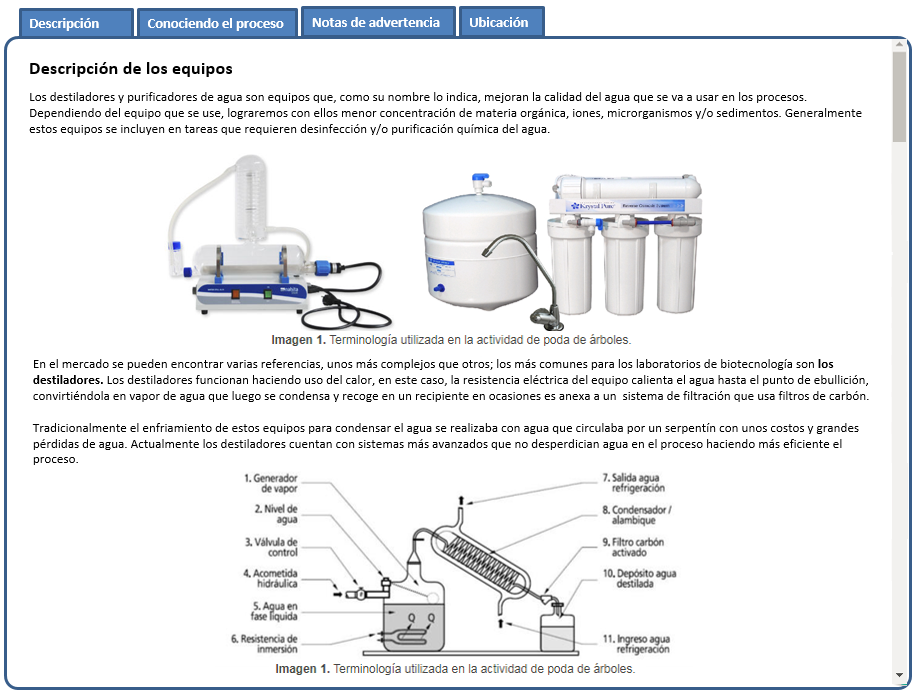 Descripción
Conociendo el proceso
Notas de advertencia
Ubicación
Descripción de los equipos
Los destiladores y purificadores de agua son equipos que, como su nombre lo indica, mejoran la calidad del agua que se va a usar en los procesos.
Dependiendo del equipo que se use, lograremos con ellos menor concentración de materia orgánica, iones, microrganismos y/o sedimentos. Generalmente
estos equipos se incluyen en tareas que requieren desinfección y/o purificación química del agua.
Krystal Pure
Imagen 1. Terminología utilizada en la actividad de poda de árboles.
En el mercado se pueden encontrar varias referencias, unos más complejos que otros; los más comunes para los laboratorios de biotecnología son los
destiladores. Los destiladores funcionan haciendo uso del calor, en este caso, la resistencia eléctrica del equipo calienta el agua hasta el punto de ebullición,
convirtiéndola en vapor de agua que luego se condensa y recoge en un recipiente en ocasiones es anexa a un sistema de filtración que usa filtros de carbón.
Tradicionalmente el enfriamiento de estos equipos para condensar el agua se realizaba con agua que circulaba por un serpentín con unos costos y grandes
pérdidas de agua. Actualmente los destiladores cuentan con sistemas más avanzados que no desperdician agua en el proceso haciendo más eficiente el
proceso.
1. Generador
de vapor
2. Nivel de
agua
3. Válvula de
control
4. Acometida
hidráulica
5. Agua en
fase líquida
6. Resistencia de
inmersión
7. Salida agua
refrigeración
8. Condensador /
alambique
9. Filtro carbón
activado
10. Depósito agua
destilada
11. Ingreso agua
refrigeración
Imagen 1. Terminología utilizada en la actividad de poda de árboles.